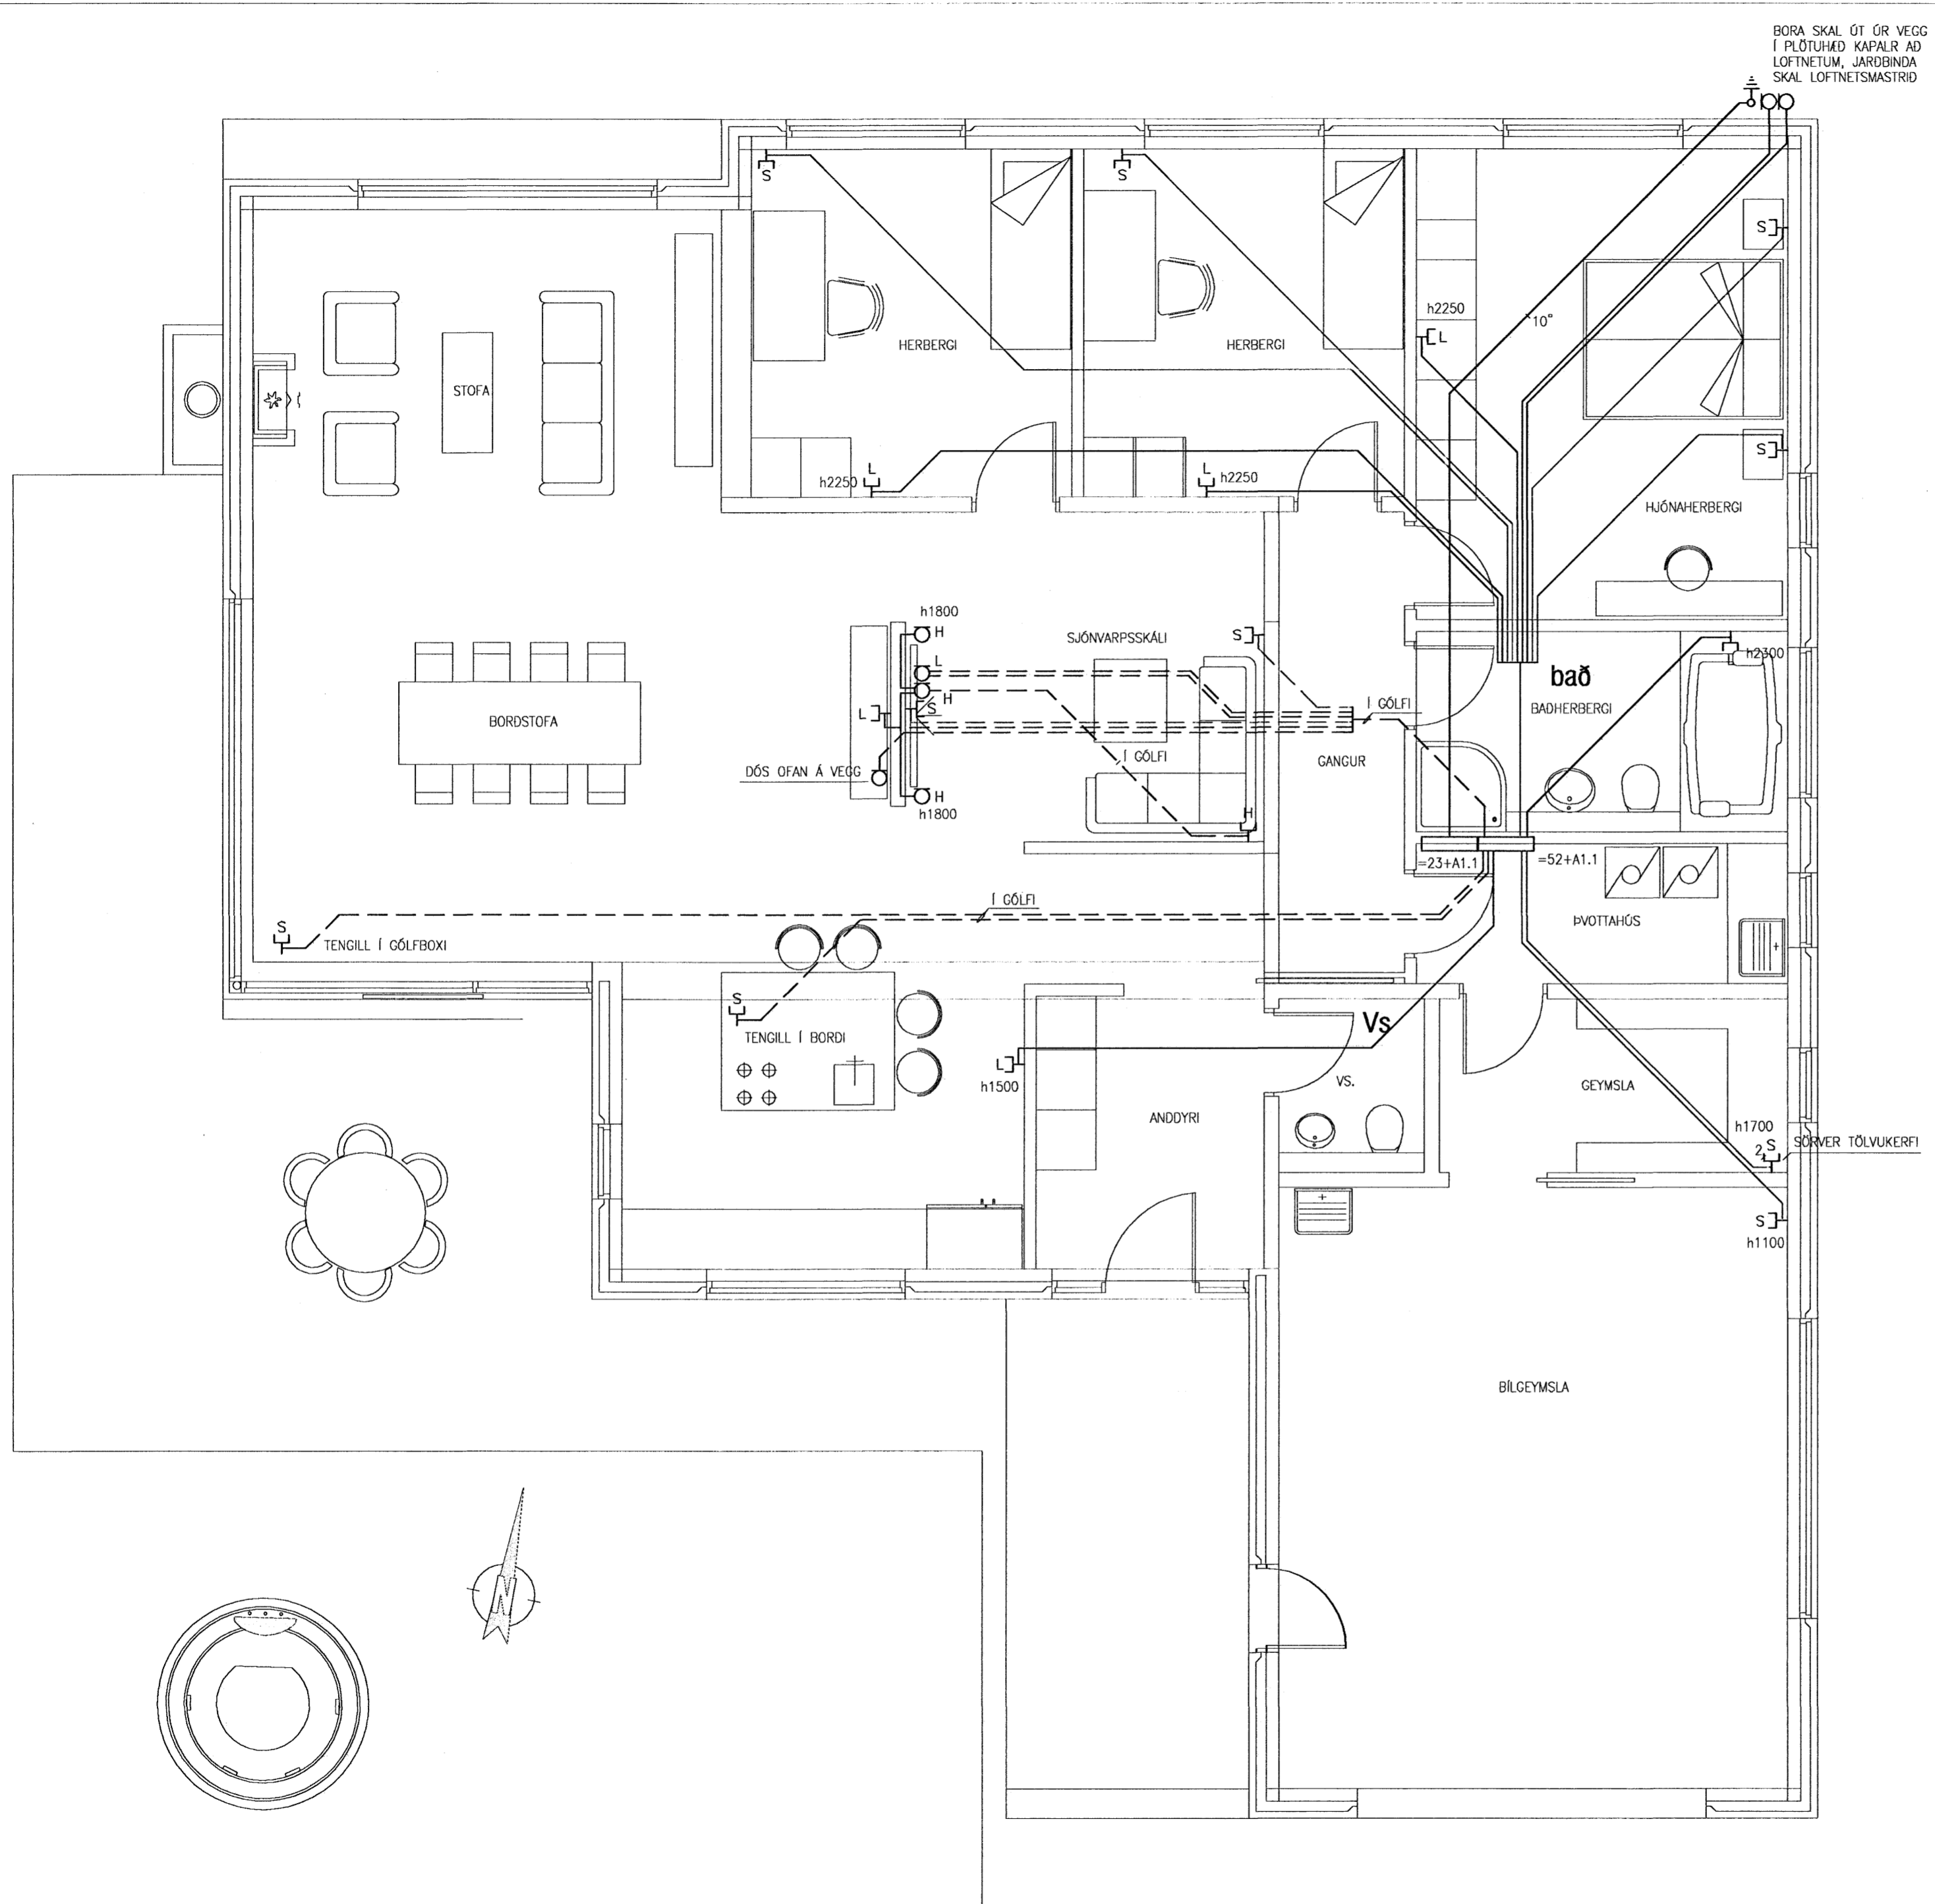 BORA SKAL ÚT ÚR VEGG
Í PLÖTUHÆÐ KAPALR AÐ
LOFTNETUM, JARÐBINDA
SKAL LOFTNETSMASTRIÐ
S
S
S
h2250
L
10°
HERBERGI
HERBERGI
STOFA
S
L
h2250
L
h2250
HJÓNAHERBERGI
h1800
H
SJÓNVARPSSKÁLI
S
h2300
L
bað
H
S
L
Í GÓLFI
BAÐHERBERGI
BORÐSTOFA
Í GÓLFI
GANGUR
DÓS OFAN Á VEGG
H
h1800
H
=23+A1.1
=52+A1.1
Í GÓLFI
ÞVOTTAHÚS
S
TENGILL Í GÓLFBOXI
S
Vs
TENGILL Í BORÐI
L
h1500
VS.
GEYMSLA
ANDDYRI
h1700
2
S
SÖRVER TÖLVUKERFI
S
h1100
BÍLGEYMSLA
N